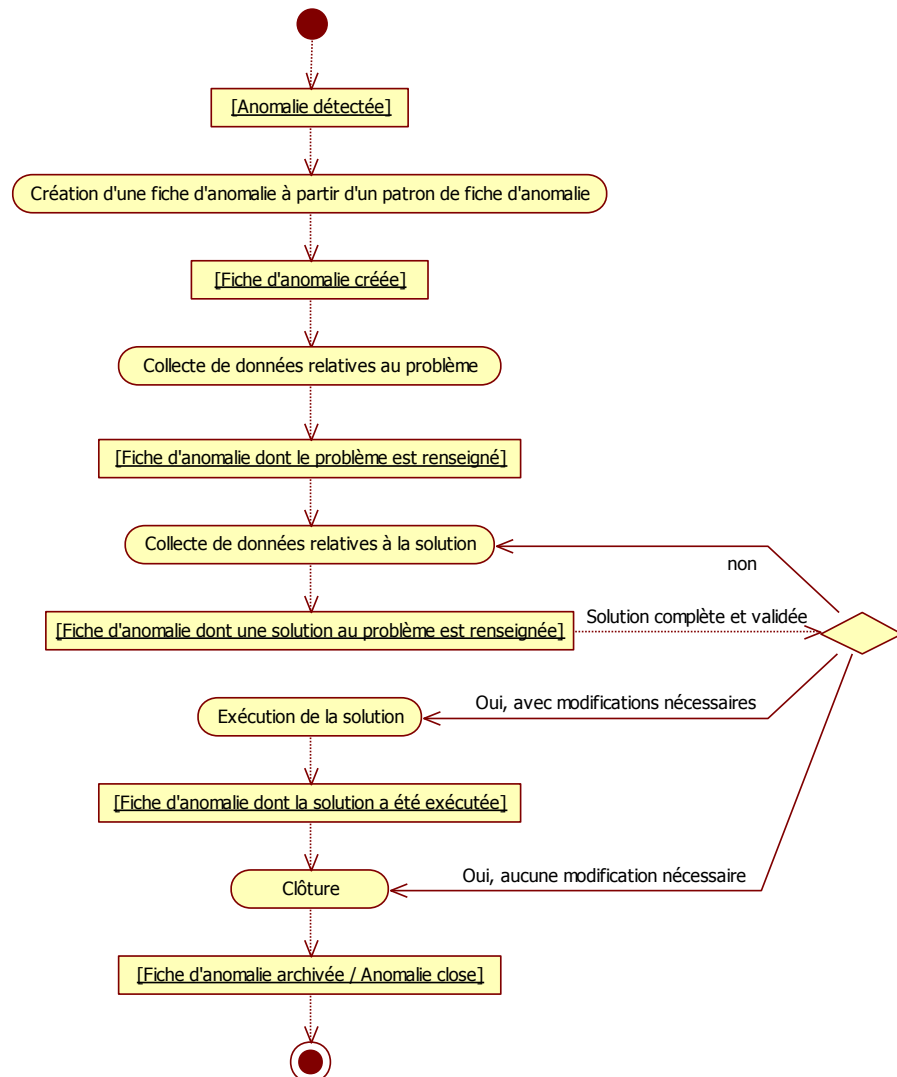 [Anomalie détectée]
Création d'une fiche d'anomalie à partir d'un patron de fiche d'anomalie
[Fiche d'anomalie créée]
Collecte de données relatives au problème
[Fiche d'anomalie dont le problème est renseigné]
Collecte de données relatives à la solution
non
[Fiche d'anomalie dont une solution au problème est renseignée]
Solution complète et validée
Oui, avec modifications nécessaires
Exécution de la solution
[Fiche d'anomalie dont la solution a été exécutée]
Oui, aucune modification nécessaire
Clôture
[Fiche d'anomalie archivée / Anomalie close]